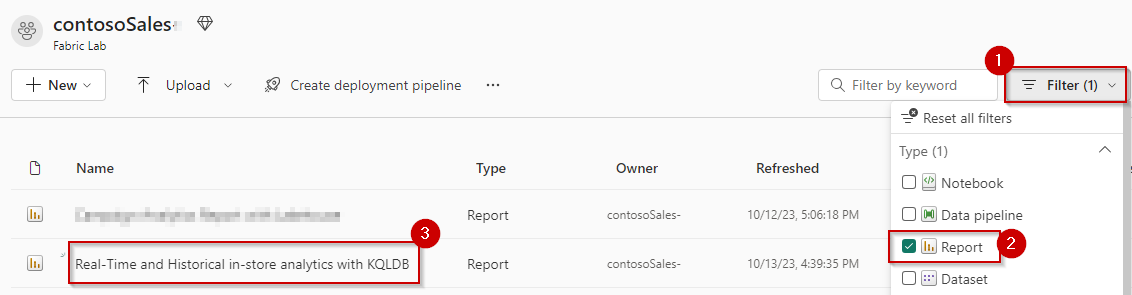 contosoSales-
Fabric Lab
New
Upload
Create deployment pipeline
...
Filter by keyword
1
Filter (1)
Reset all filters
Name
Type
Owner
Refreshed
Type (1)
Notebook
Report
contosoSales-
10/12/23, 5:06:18 PM
Data pipeline
3
Report
2
Real-Time and Historical in-store analytics with KQLDB
Report
contosoSales-
10/13/23, 4:39:35 PM
Dataset